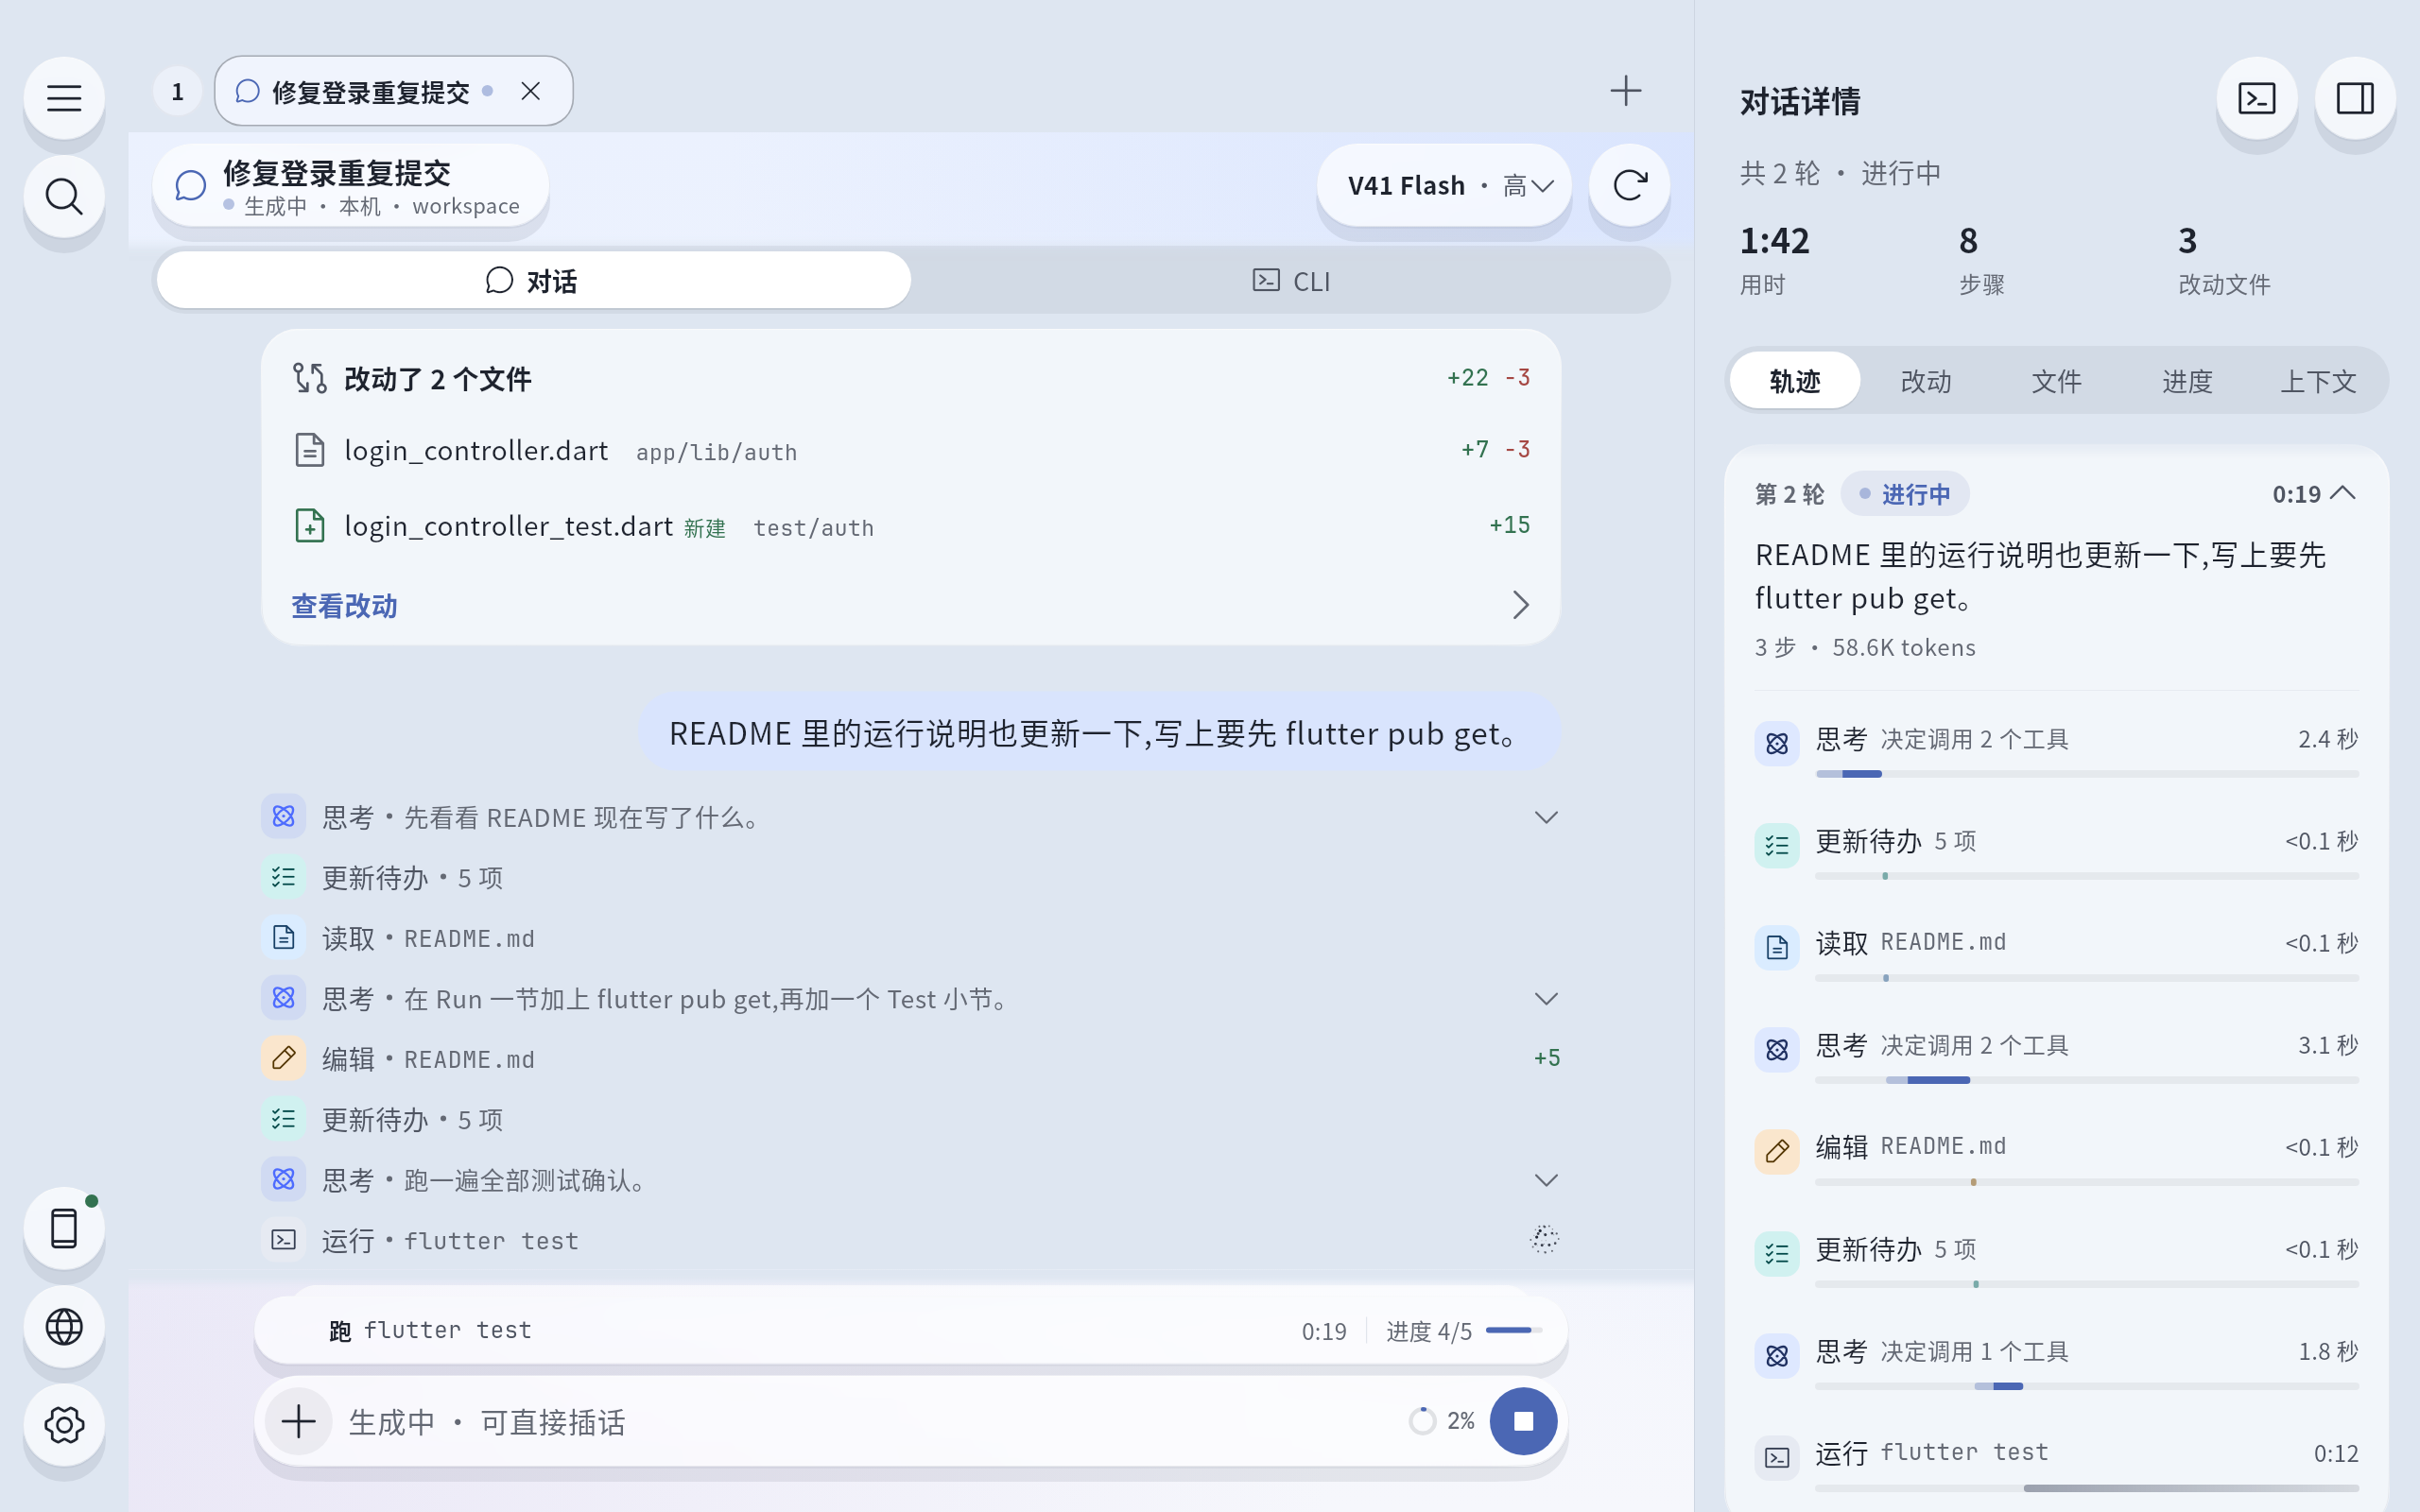 1
修复登录重复提交
修复登录重复提交
生成中 · 本机 · workspace
V41 Flash · 高
对话
CLI
改动了 2 个文件
+22 -3
login_controller.dart app/lib/auth
+7 -3
login_controller_test.dart 新建 test/auth
+15
查看改动
README 里的运行说明也更新一下,写上要先 flutter pub get。
思考 · 先看看 README 现在写了什么。
更新待办 · 5 项
读取 · README.md
思考 · 在 Run 一节加上 flutter pub get,再加一个 Test 小节。
编辑 · README.md
+5
更新待办 · 5 项
思考 · 跑一遍全部测试确认。
运行 · flutter test
跑 flutter test
0:19
进度 4/5
生成中 · 可直接插话
2%
对话详情
共 2 轮 · 进行中
1:42
8
3
用时
步骤
改动文件
轨迹
改动
文件
进度
上下文
第 2 轮
进行中
0:19
README 里的运行说明也更新一下,写上要先
flutter pub get。
3 步 · 58.6K tokens
思考 决定调用 2 个工具
2.4 秒
更新待办 5 项
<0.1 秒
读取 README.md
<0.1 秒
思考 决定调用 2 个工具
3.1 秒
编辑 README.md
<0.1 秒
更新待办 5 项
<0.1 秒
思考 决定调用 1 个工具
1.8 秒
运行 flutter test
0:12